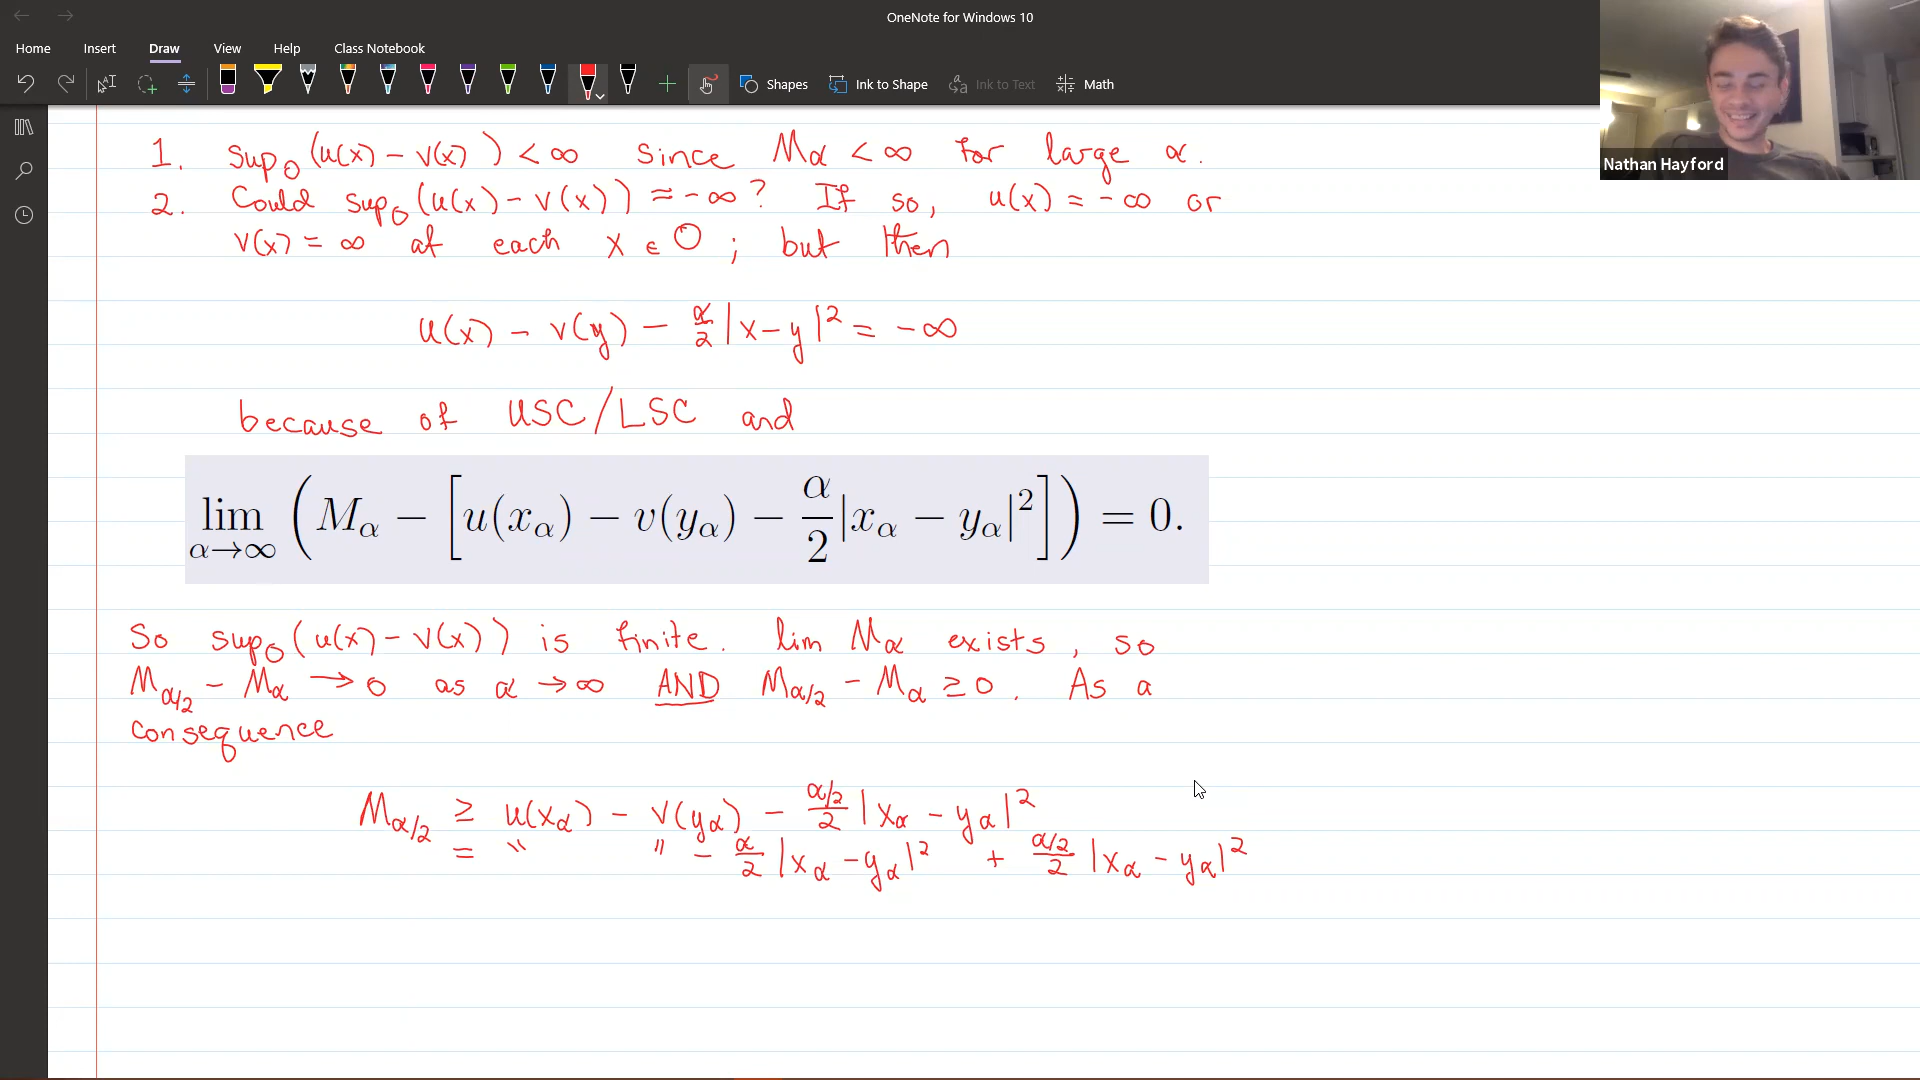 OneNote for Windows 10
Home Insert Draw View Help Class Notebook
Shapes Ink to Shape Ink to Text Math
Nathan Hayford
1. sup_O (u(x) − v(x)) < ∞ since M_α < ∞ for large α.
2. Could sup_O (u(x) − v(x)) = −∞? If so, u(x) = −∞ or
v(x) = ∞ at each x ∈ O; but then
u(x) − v(y) − α/2 |x − y|² = −∞
because of USC/LSC and
lim_{α→∞} (M_α − [u(x_α) − v(y_α) − α/2 |x_α − y_α|²]) = 0.
So sup_O (u(x) − v(x)) is finite. lim M_α exists, so
M_{α/2} − M_α → 0 as α → ∞ AND M_{α/2} − M_α ≥ 0. As a
consequence
M_{α/2} ≥ u(x_α) − v(y_α) − (α/2)/2 |x_α − y_α|²
= " " − α/2 |x_α − y_α|² + (α/2)/2 |x_α − y_α|²